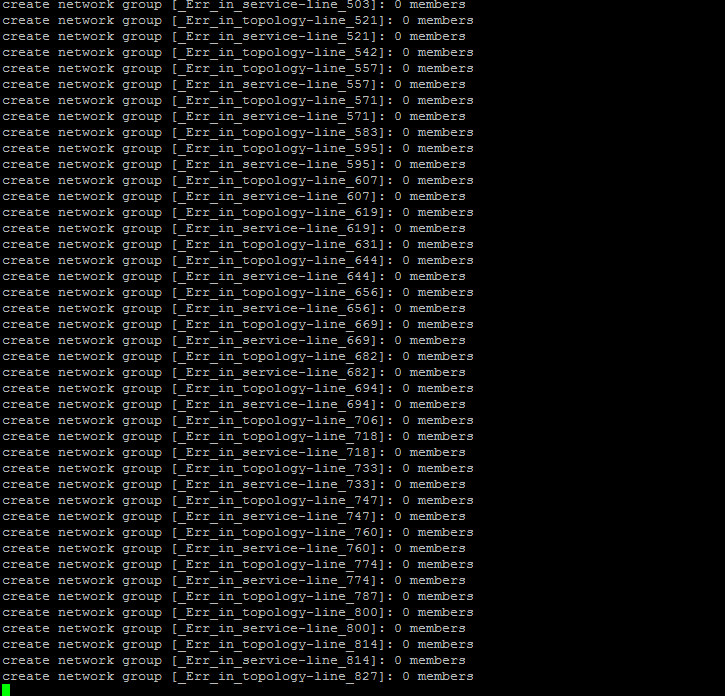 create network group [_Err_in_service-line_503]: 0 members
create network group [_Err_in_topology-line_521]: 0 members
create network group [_Err_in_service-line_521]: 0 members
create network group [_Err_in_topology-line_542]: 0 members
create network group [_Err_in_topology-line_557]: 0 members
create network group [_Err_in_service-line_557]: 0 members
create network group [_Err_in_topology-line_571]: 0 members
create network group [_Err_in_service-line_571]: 0 members
create network group [_Err_in_topology-line_583]: 0 members
create network group [_Err_in_topology-line_595]: 0 members
create network group [_Err_in_service-line_595]: 0 members
create network group [_Err_in_topology-line_607]: 0 members
create network group [_Err_in_service-line_607]: 0 members
create network group [_Err_in_topology-line_619]: 0 members
create network group [_Err_in_service-line_619]: 0 members
create network group [_Err_in_topology-line_631]: 0 members
create network group [_Err_in_topology-line_644]: 0 members
create network group [_Err_in_service-line_644]: 0 members
create network group [_Err_in_topology-line_656]: 0 members
create network group [_Err_in_service-line_656]: 0 members
create network group [_Err_in_topology-line_669]: 0 members
create network group [_Err_in_service-line_669]: 0 members
create network group [_Err_in_topology-line_682]: 0 members
create network group [_Err_in_service-line_682]: 0 members
create network group [_Err_in_topology-line_694]: 0 members
create network group [_Err_in_service-line_694]: 0 members
create network group [_Err_in_topology-line_706]: 0 members
create network group [_Err_in_topology-line_718]: 0 members
create network group [_Err_in_service-line_718]: 0 members
create network group [_Err_in_topology-line_733]: 0 members
create network group [_Err_in_service-line_733]: 0 members
create network group [_Err_in_topology-line_747]: 0 members
create network group [_Err_in_service-line_747]: 0 members
create network group [_Err_in_topology-line_760]: 0 members
create network group [_Err_in_service-line_760]: 0 members
create network group [_Err_in_topology-line_774]: 0 members
create network group [_Err_in_service-line_774]: 0 members
create network group [_Err_in_topology-line_787]: 0 members
create network group [_Err_in_topology-line_800]: 0 members
create network group [_Err_in_service-line_800]: 0 members
create network group [_Err_in_topology-line_814]: 0 members
create network group [_Err_in_service-line_814]: 0 members
create network group [_Err_in_topology-line_827]: 0 members